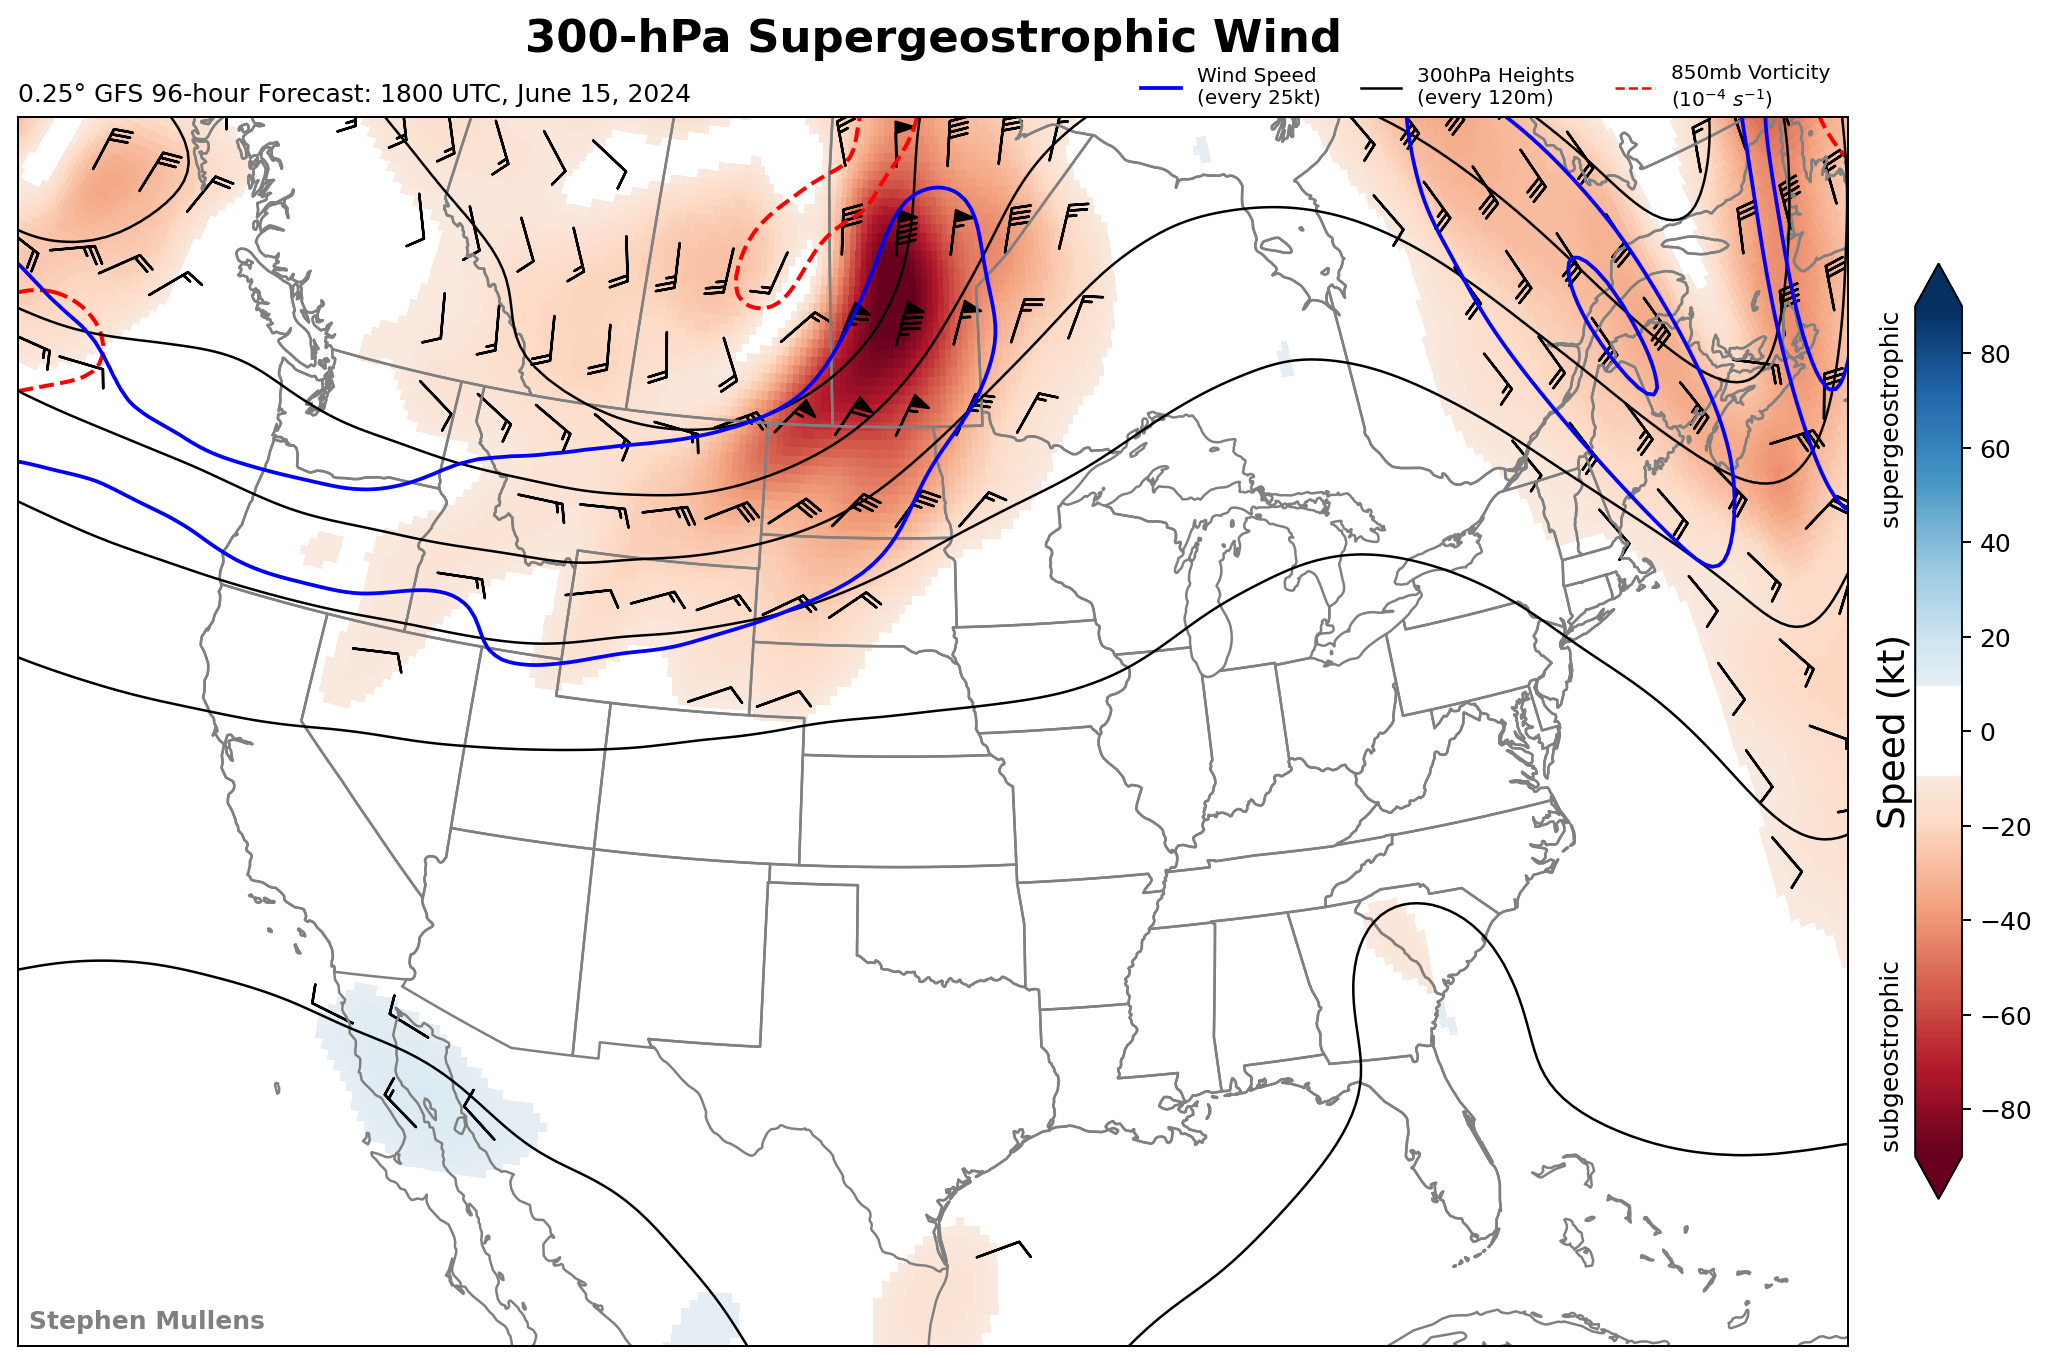 300-hPa Supergeostrophic Wind
0.25° GFS 96-hour Forecast: 1800 UTC, June 15, 2024
Wind Speed
(every 25kt)
300hPa Heights
(every 120m)
850mb Vorticity
(10⁻⁴ s⁻¹)
supergeostrophic
Speed (kt)
subgeostrophic
80
60
40
20
0
−20
−40
−60
−80
Stephen Mullens